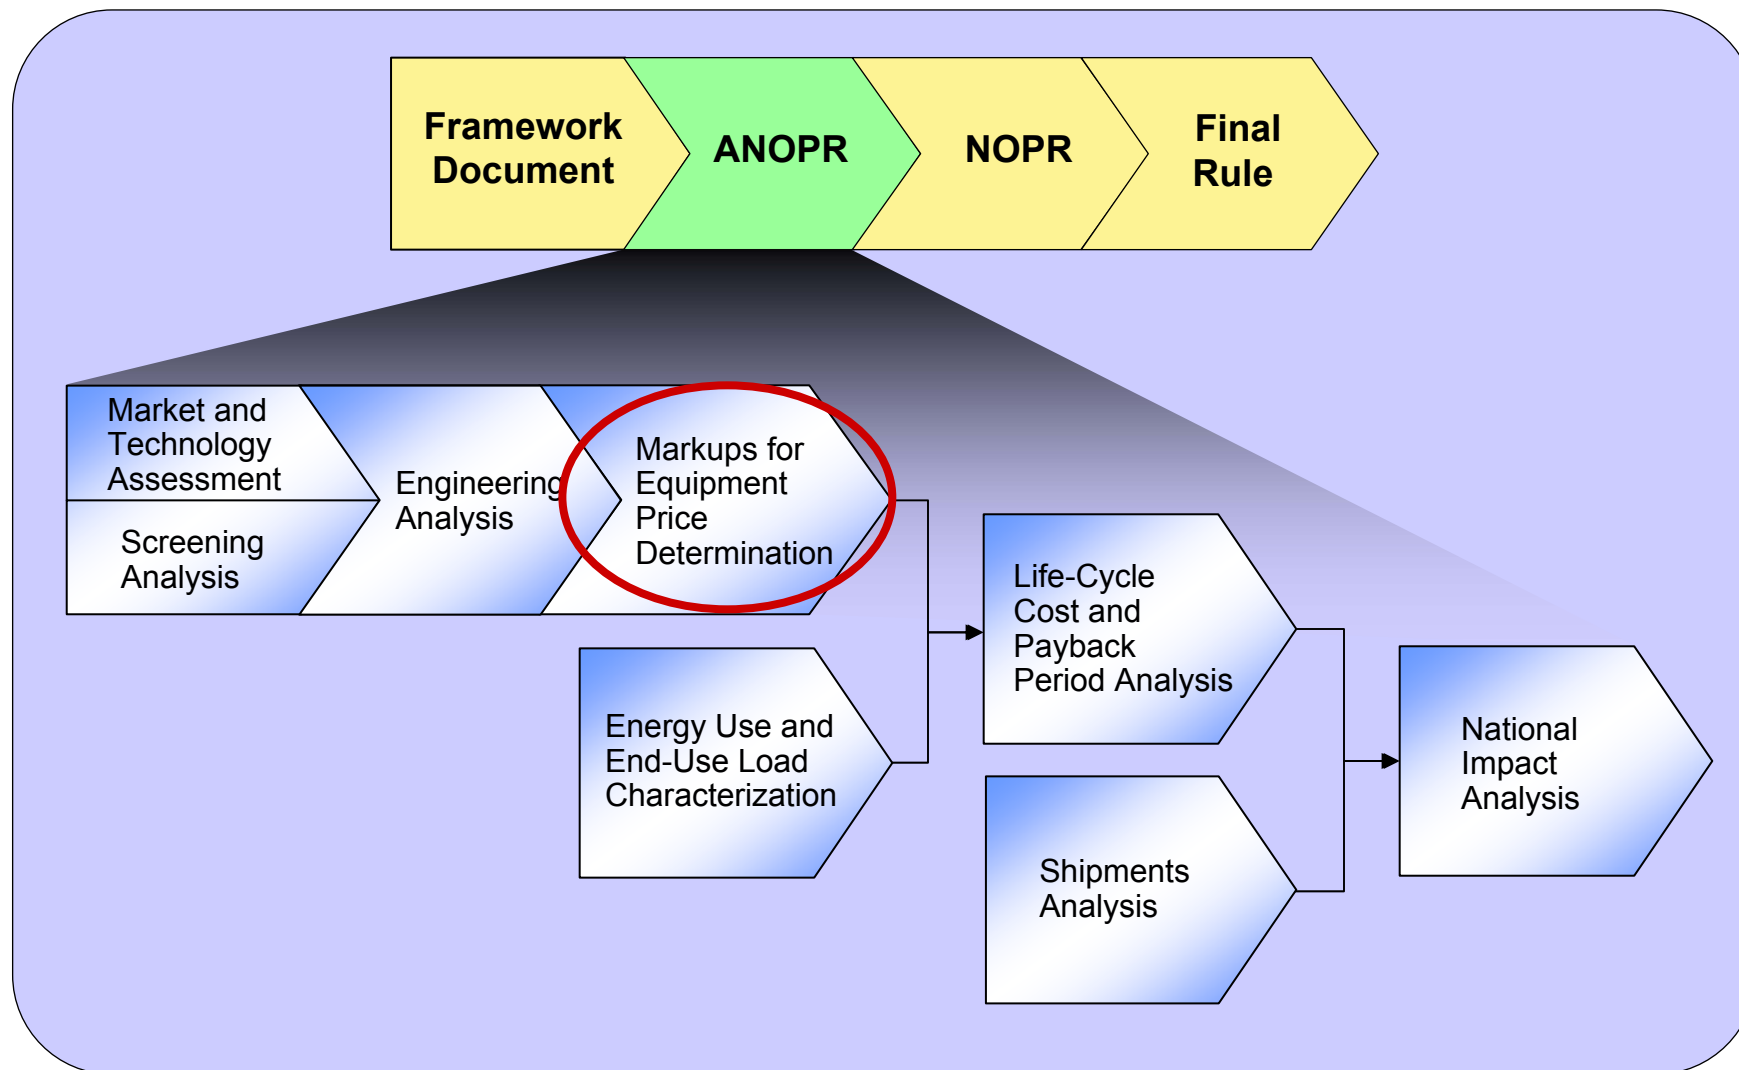 Framework
Document
ANOPR
NOPR
Final
Rule
Market and
Technology
Assessment
Screening
Analysis
Engineering
Analysis
Markups for
Equipment
Price
Determination
Energy Use and
End-Use Load
Characterization
Life-Cycle
Cost and
Payback
Period Analysis
Shipments
Analysis
National
Impact
Analysis